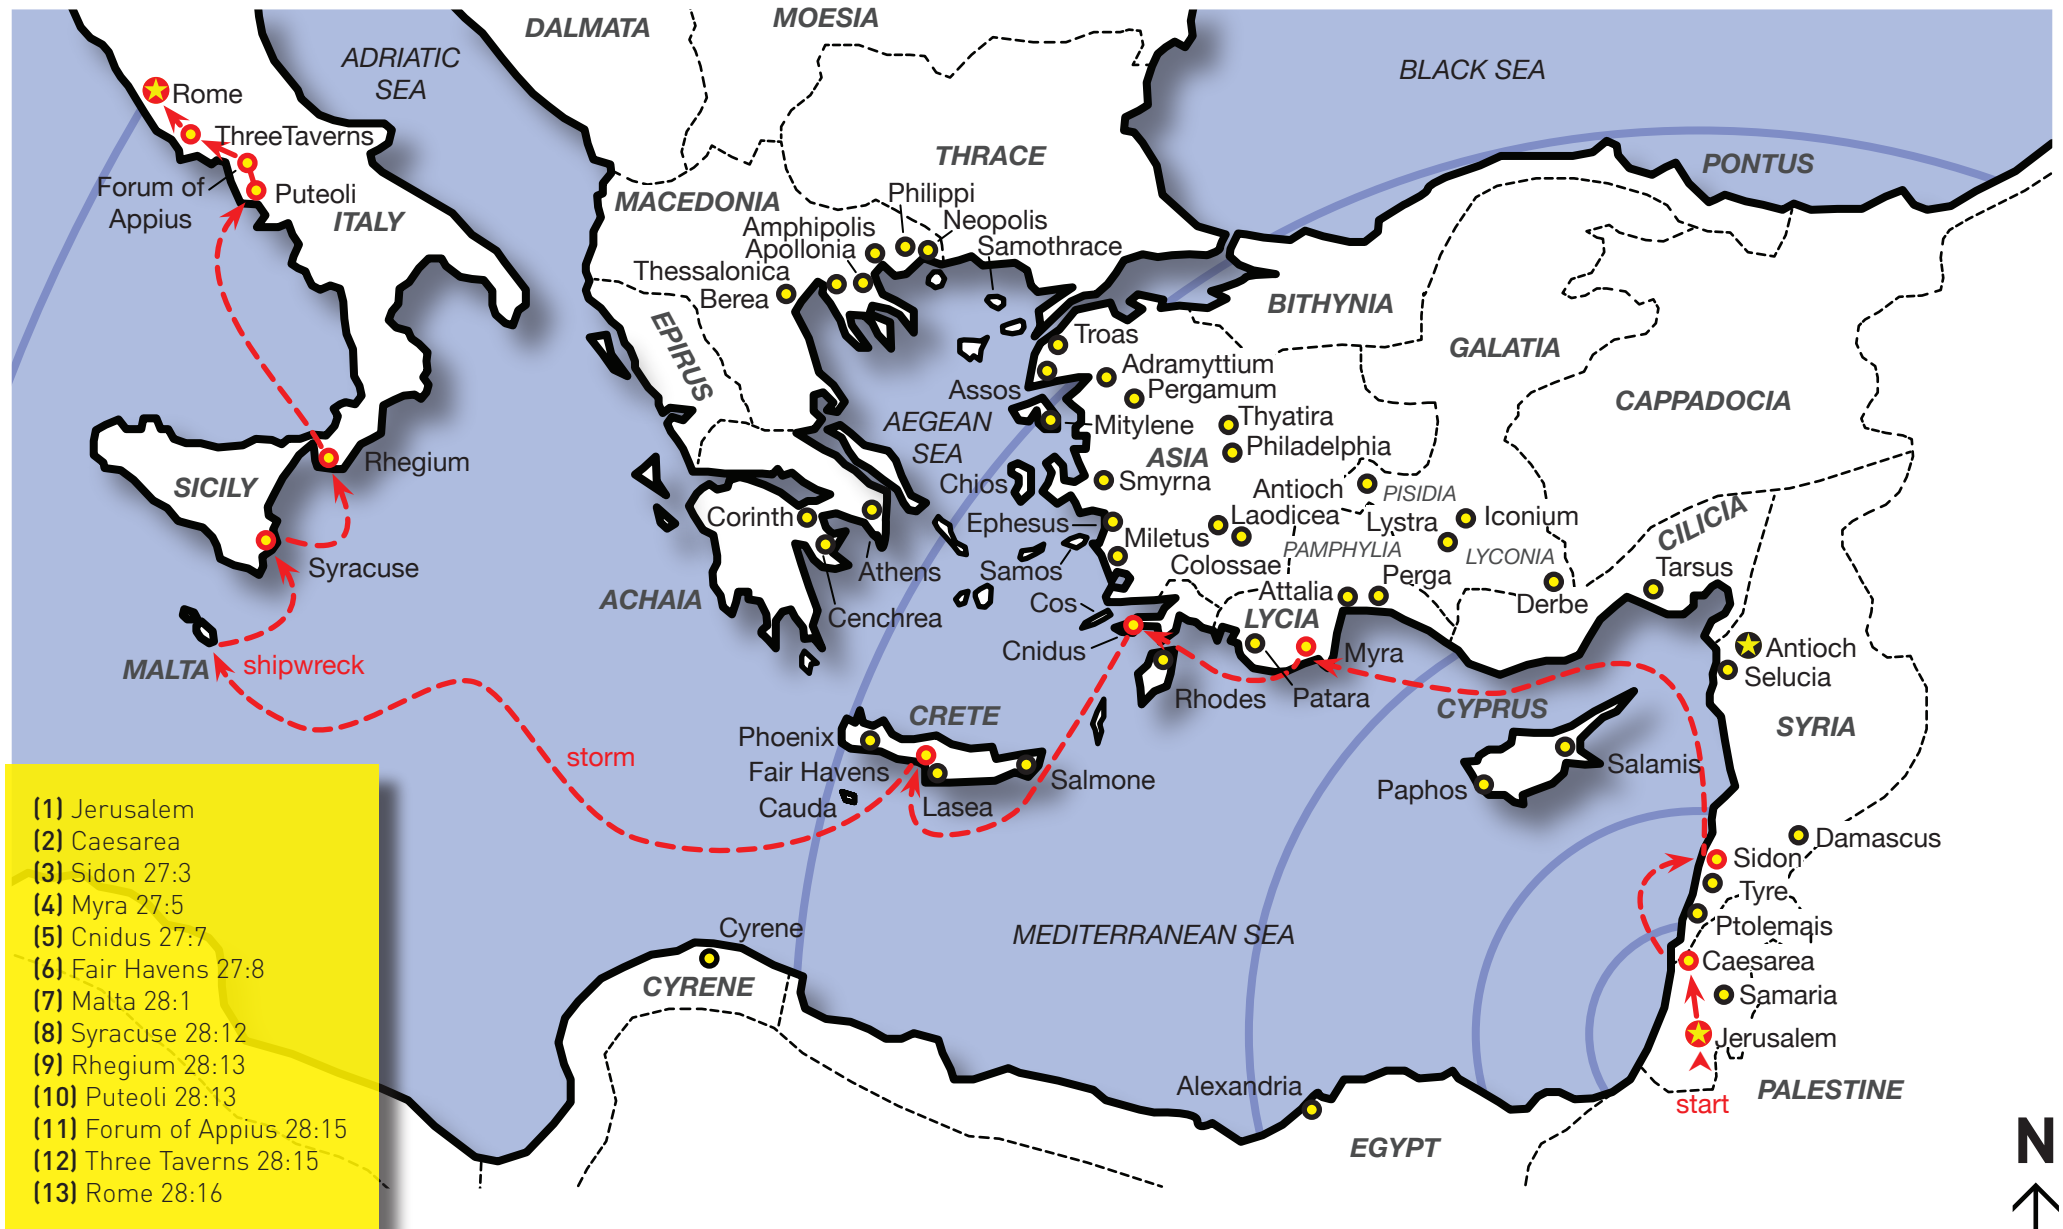 DALMATA
MOESIA
ADRIATIC
SEA
BLACK SEA
Rome
ThreeTaverns
THRACE
PONTUS
Forum of
Appius
Puteoli
ITALY
MACEDONIA
Philippi
Amphipolis
Neopolis
Apollonia
Samothrace
Thessalonica
Berea
BITHYNIA
EPIRUS
Troas
GALATIA
Adramyttium
Assos
Pergamum
CAPPADOCIA
AEGEAN
SEA
Mitylene
Thyatira
Philadelphia
ASIA
Rhegium
SICILY
Chios
Smyrna
Antioch
PISIDIA
Corinth
Ephesus
Laodicea
Lystra
Iconium
CILICIA
Miletus
PAMPHYLIA
LYCONIA
Syracuse
Athens
Samos
Colossae
Perga
Tarsus
ACHAIA
Cos
Attalia
Derbe
Cenchrea
LYCIA
Cnidus
Myra
Antioch
MALTA
shipwreck
Selucia
Rhodes
Patara
CYPRUS
CRETE
SYRIA
Phoenix
storm
Fair Havens
Salmone
Salamis
Cauda
Lasea
Paphos
Damascus
Sidon
Tyre
Ptolemais
Cyrene
MEDITERRANEAN SEA
Caesarea
CYRENE
Samaria
Jerusalem
Alexandria
start
PALESTINE
EGYPT
N
(1) Jerusalem
(2) Caesarea
(3) Sidon 27:3
(4) Myra 27:5
(5) Cnidus 27:7
(6) Fair Havens 27:8
(7) Malta 28:1
(8) Syracuse 28:12
(9) Rhegium 28:13
(10) Puteoli 28:13
(11) Forum of Appius 28:15
(12) Three Taverns 28:15
(13) Rome 28:16